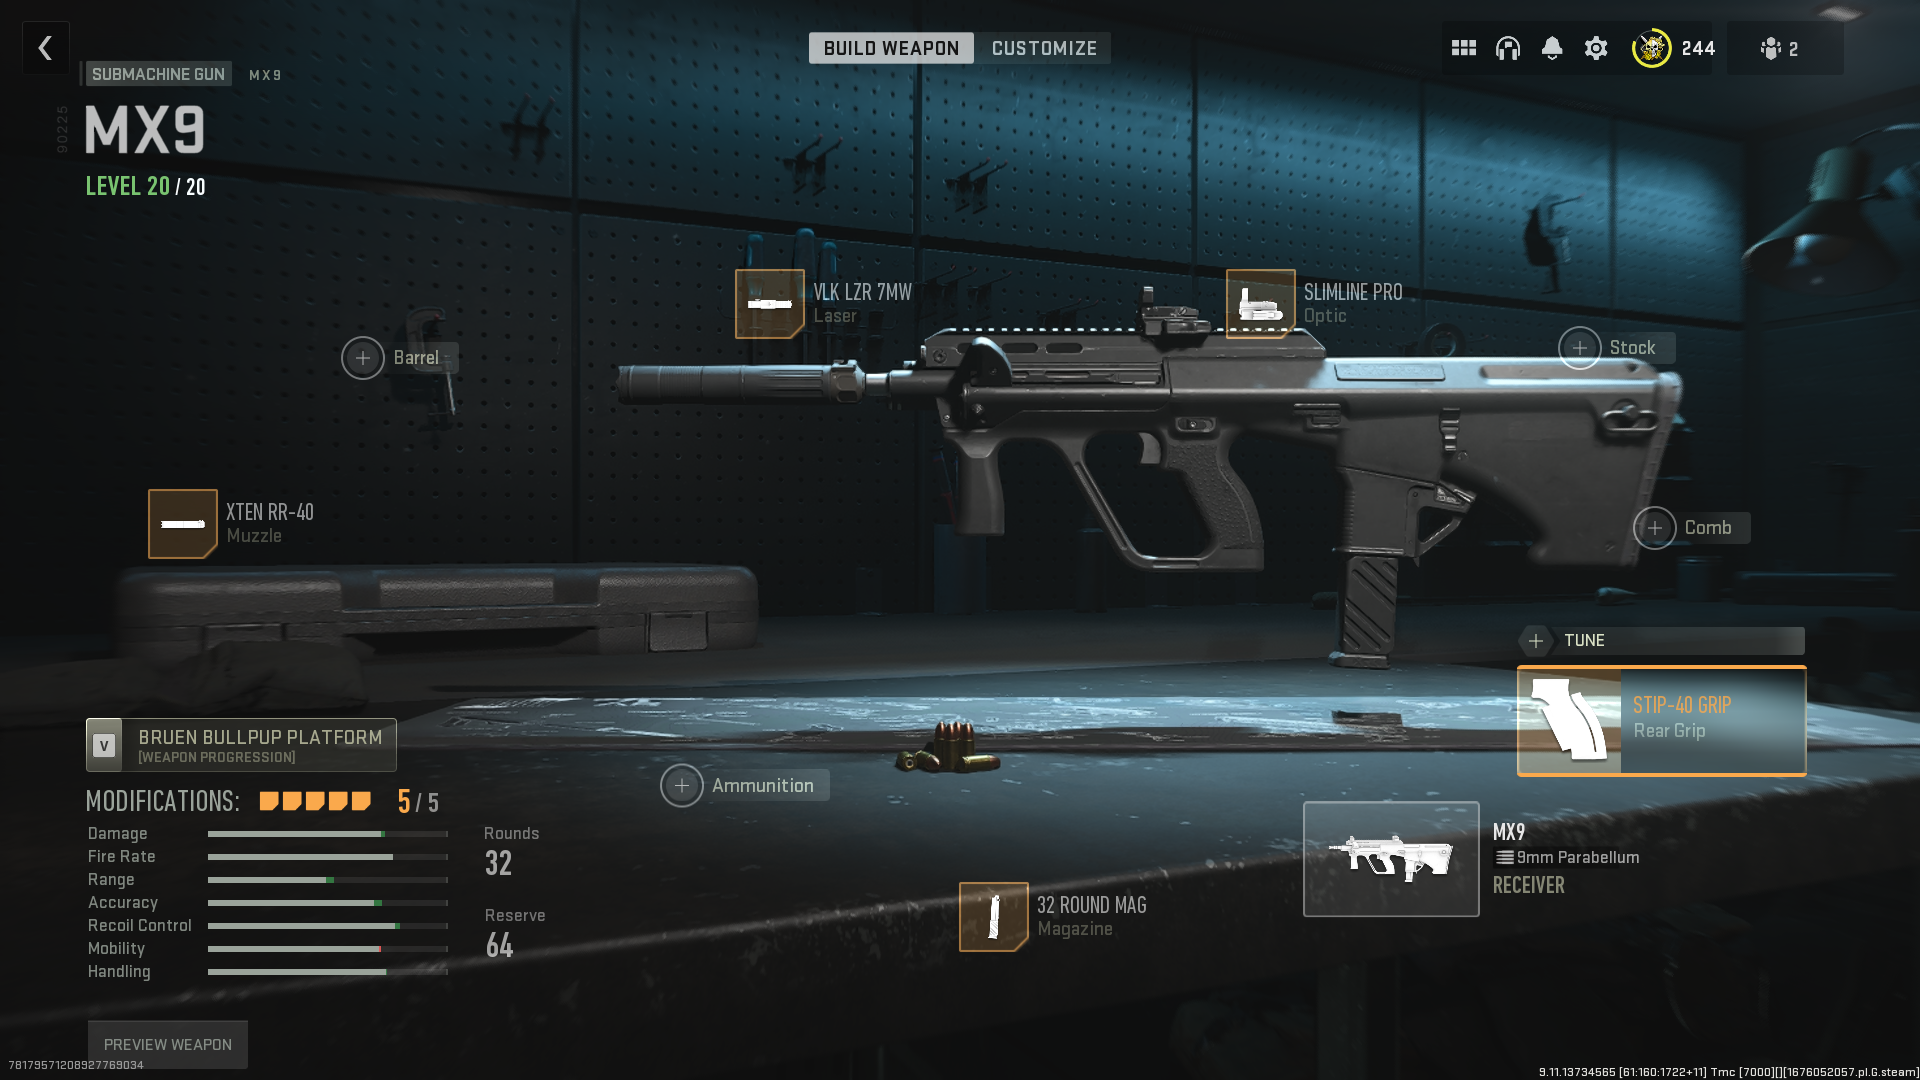 BUILD WEAPON
CUSTOMIZE
244
2
SUBMACHINE GUN
MX9
90225
MX9
LEVEL 20 / 20
VLK LZR 7MW
Laser
SLIMLINE PRO
Optic
Barrel
Stock
XTEN RR-40
Muzzle
Comb
TUNE
STIP-40 GRIP
Rear Grip
V
BRUEN BULLPUP PLATFORM
[WEAPON PROGRESSION]
MODIFICATIONS: 5 / 5
Damage
Fire Rate
Range
Accuracy
Recoil Control
Mobility
Handling
Rounds
32
Reserve
64
Ammunition
32 ROUND MAG
Magazine
MX9
9mm Parabellum
RECEIVER
PREVIEW WEAPON
78179571208927769034
9.11.13734565 [61:160:1722+11] Tmc [7000][][1676052057.pl.G.steam]